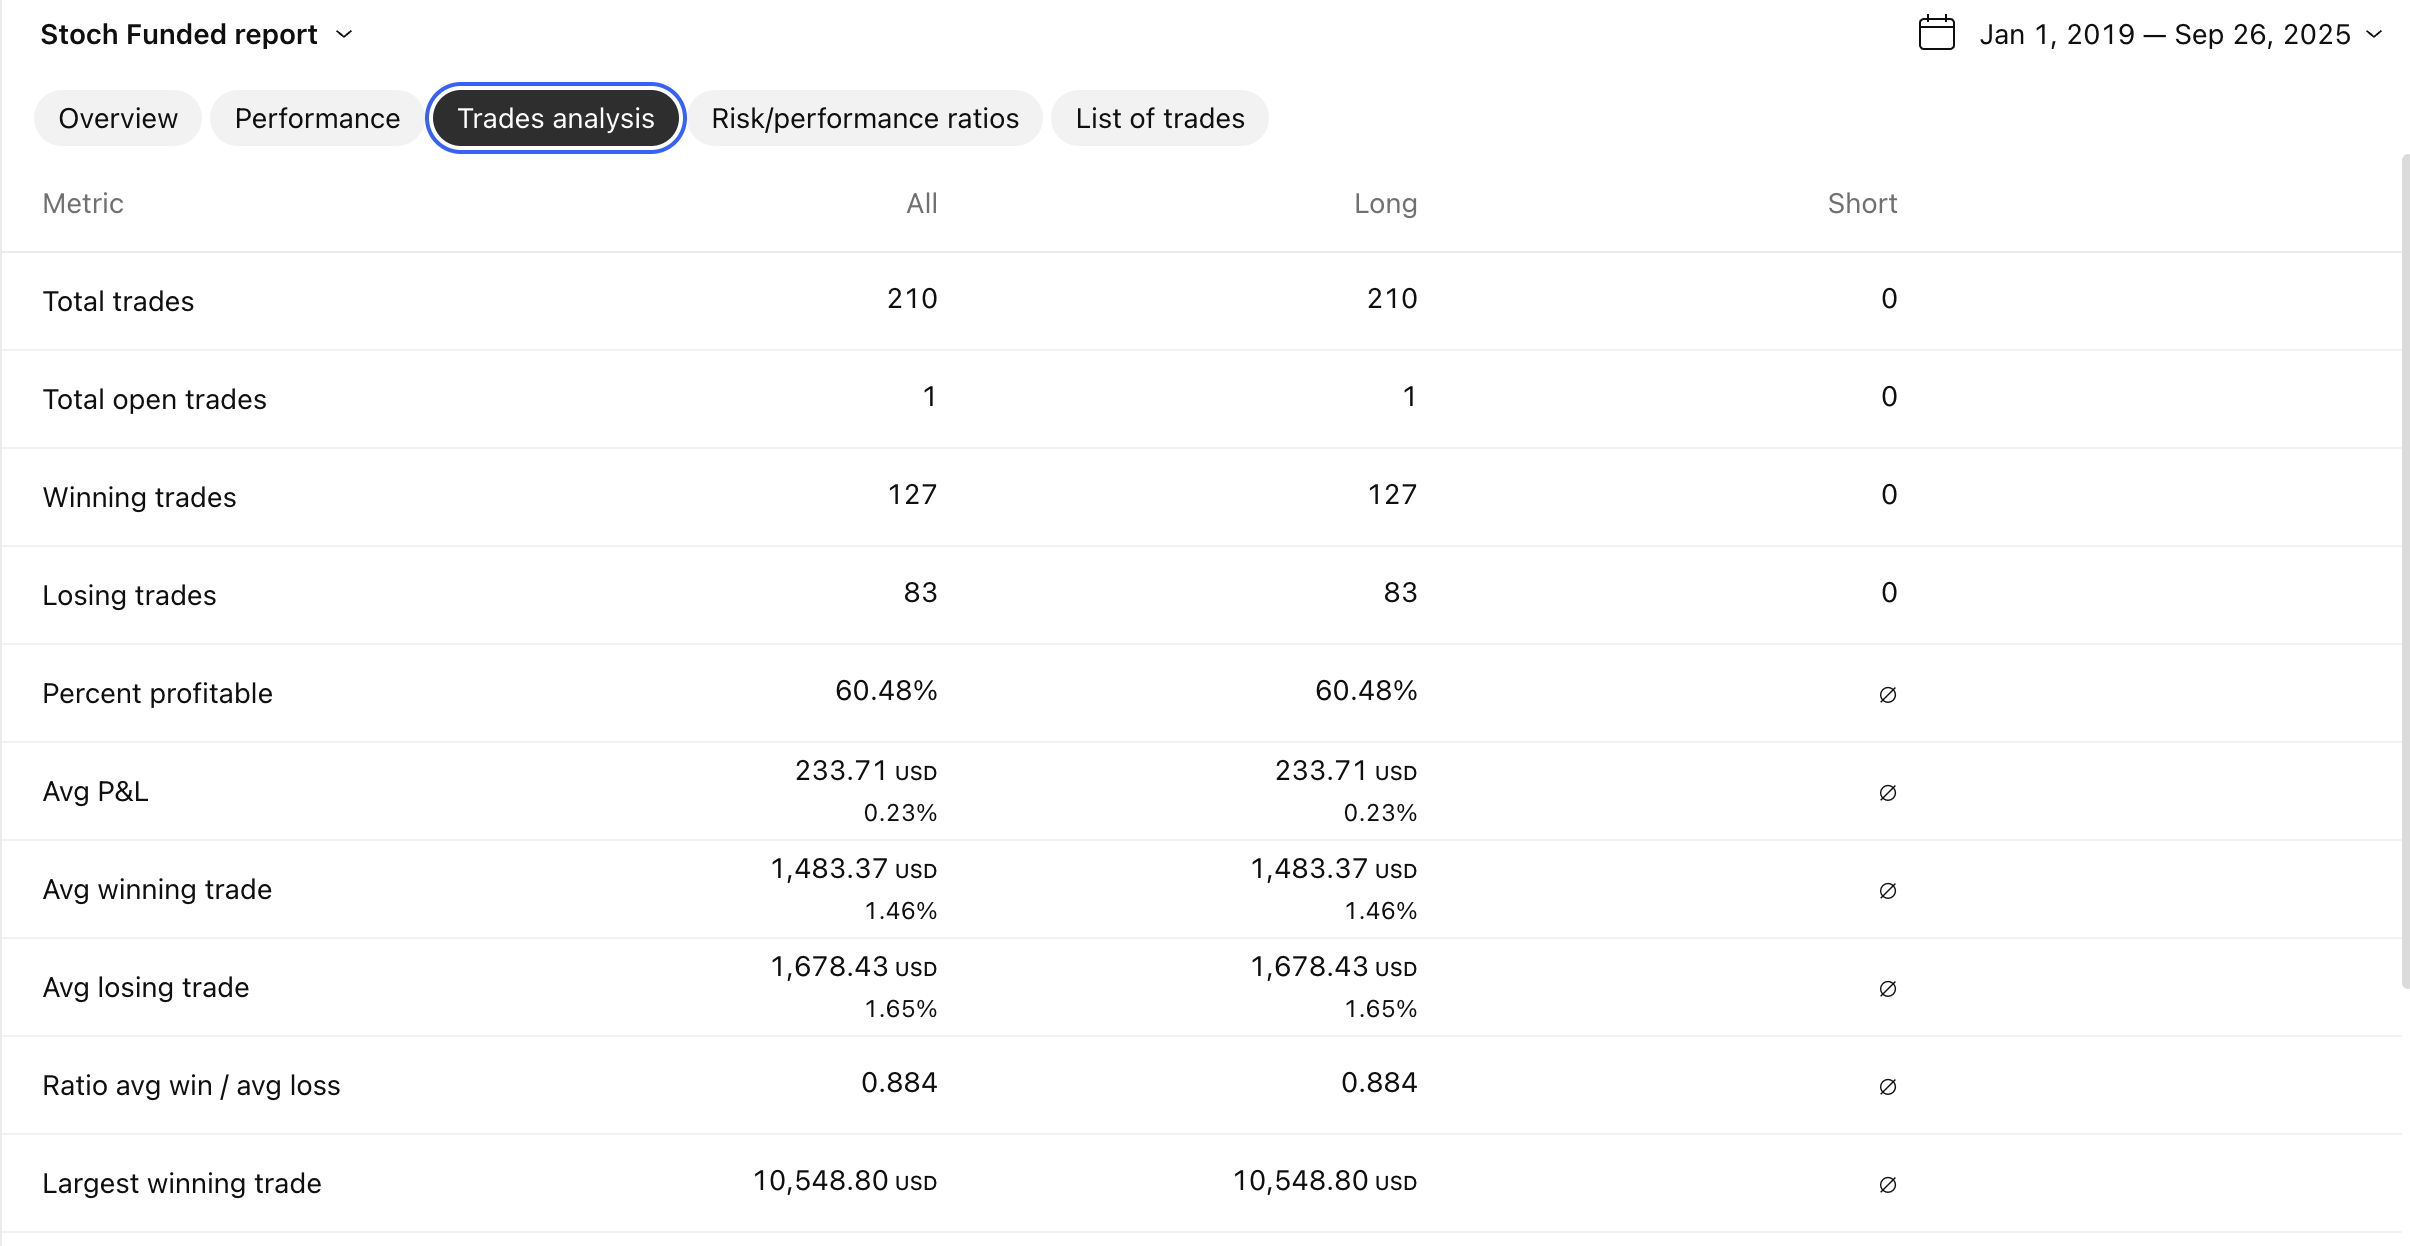 Stoch Funded report
Jan 1, 2019 — Sep 26, 2025
Overview Performance Trades analysis Risk/performance ratios List of trades
Metric All Long Short
Total trades 210 210 0
Total open trades 1 1 0
Winning trades 127 127 0
Losing trades 83 83 0
Percent profitable 60.48% 60.48% ∅
Avg P&L 233.71 USD 233.71 USD ∅
0.23% 0.23%
Avg winning trade 1,483.37 USD 1,483.37 USD ∅
1.46% 1.46%
Avg losing trade 1,678.43 USD 1,678.43 USD ∅
1.65% 1.65%
Ratio avg win / avg loss 0.884 0.884 ∅
Largest winning trade 10,548.80 USD 10,548.80 USD ∅